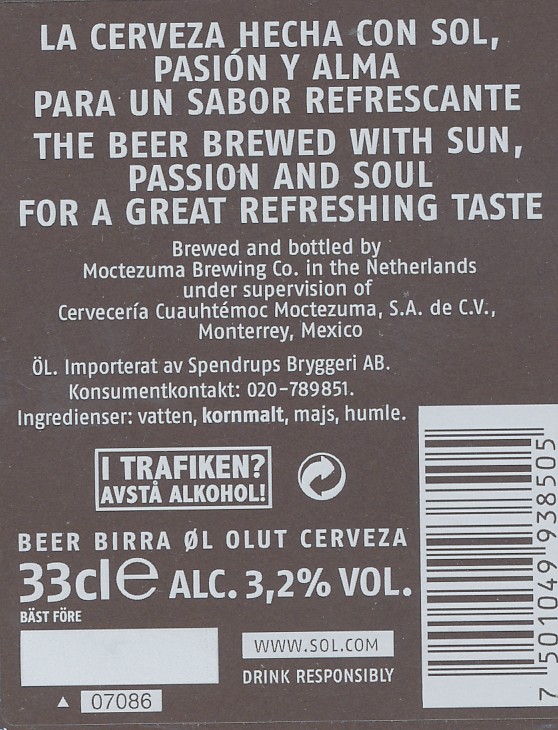 LA CERVEZA HECHA CON SOL,
PASIÓN Y ALMA
PARA UN SABOR REFRESCANTE
THE BEER BREWED WITH SUN,
PASSION AND SOUL
FOR A GREAT REFRESHING TASTE
Brewed and bottled by
Moctezuma Brewing Co. in the Netherlands
under supervision of
Cervecería Cuauhtémoc Moctezuma, S.A. de C.V.,
Monterrey, Mexico
ÖL. Importerat av Spendrups Bryggeri AB.
Konsumentkontakt: 020-789851.
Ingredienser: vatten, kornmalt, majs, humle.
I TRAFIKEN?
AVSTÅ ALKOHOL!
BEER BIRRA ØL OLUT CERVEZA
33cl e ALC. 3,2% VOL.
BÄST FÖRE
WWW.SOL.COM
DRINK RESPONSIBLY
▲ 07086
7 501049 938505